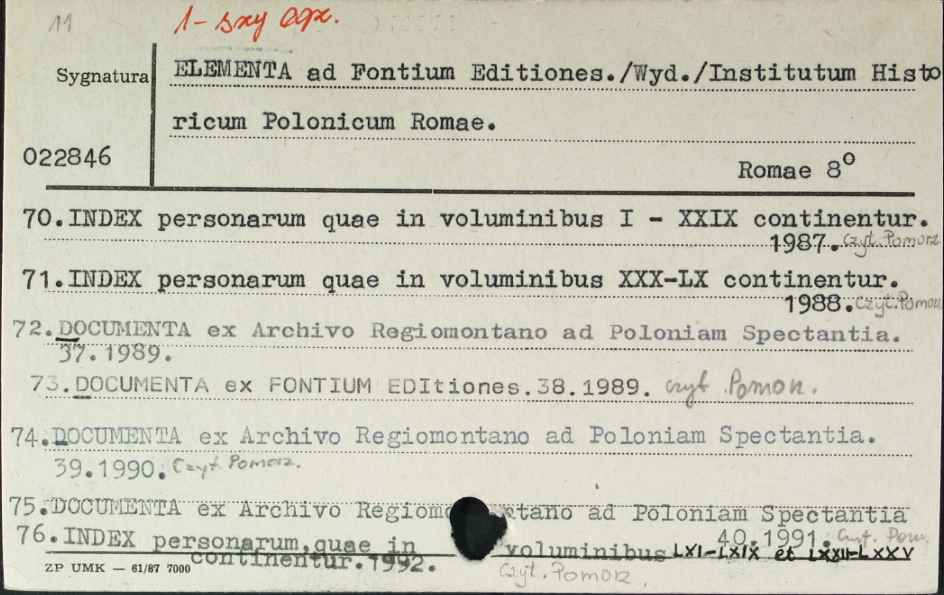 11
1-szy egz.
Sygnatura
ELEMENTA ad Fontium Editiones./Wyd./Institutum Histo
ricum Polonicum Romae.
022846
Romae 8°
70.INDEX personarum quae in voluminibus I - XXIX continentur.
1987. Czyt.Pomorz
71.INDEX personarum quae in voluminibus XXX-LX continentur.
1988. Czyt.Pomorz
72.DOCUMENTA ex Archivo Regiomontano ad Poloniam Spectantia.
37.1989.
73.DOCUMENTA ex FONTIUM EDItiones.38.1989. czyt Pomorz.
74.DOCUMENTA ex Archivo Regiomontano ad Poloniam Spectantia.
39.1990. Czyt Pomorz.
75.DOCUMENTA ex Archivo Regiomo ntano ad Poloniam Spectantia
40.1991. Czyt. Pom.
76.INDEX personarum quae in voluminibus LXI-LXIX et LXXII-LXXV
continentur.1992.
Czyt. Pomorz.
ZP UMK — 61/87 7000